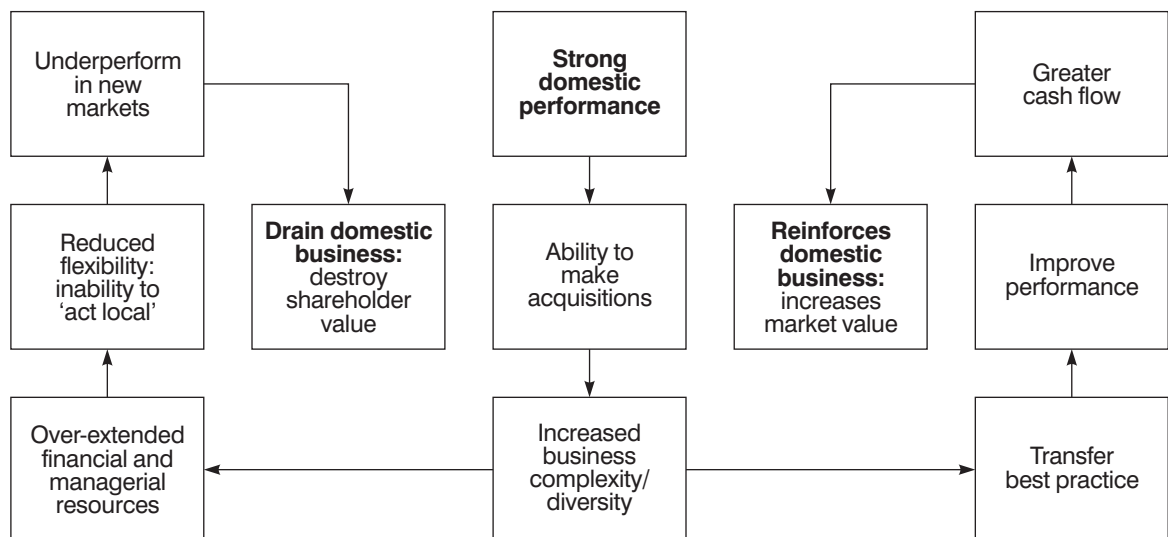 Underperform
in new
markets
Strong
domestic
performance
Greater
cash flow
Reduced
flexibility:
inability to
‘act local’
Drain domestic
business:
destroy
shareholder
value
Ability to
make
acquisitions
Reinforces
domestic
business:
increases
market value
Improve
performance
Over-extended
financial and
managerial
resources
Increased
business
complexity/
diversity
Transfer
best practice